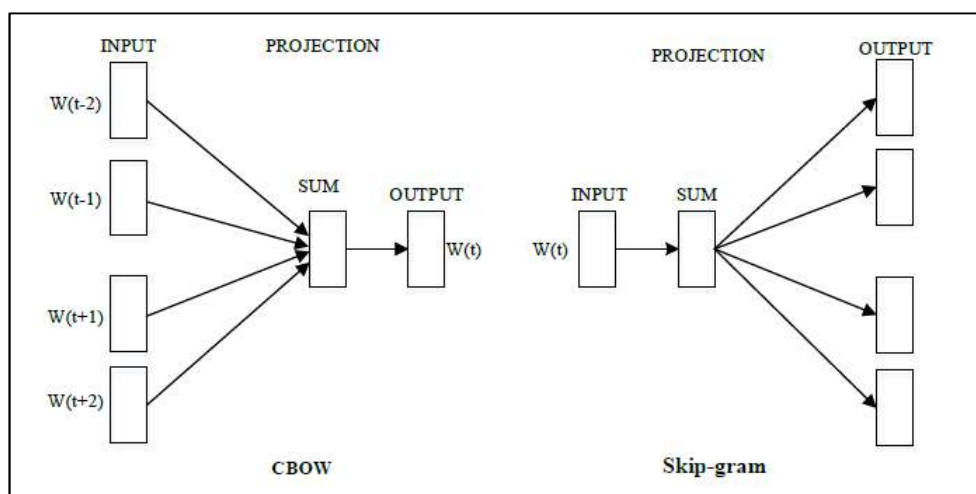 INPUT
PROJECTION
W(t-2)
W(t-1)
SUM
OUTPUT
W(t)
W(t+1)
W(t+2)
CBOW
PROJECTION
OUTPUT
INPUT
SUM
W(t)
Skip-gram